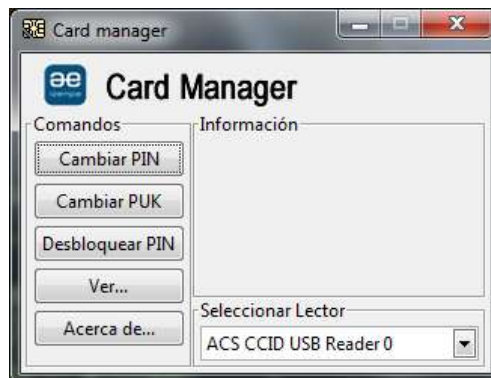 Card manager
ae
Card Manager
Comandos
Cambiar PIN
Cambiar PUK
Desbloquear PIN
Ver...
Acerca de...
Información
Seleccionar Lector
ACS CCID USB Reader 0